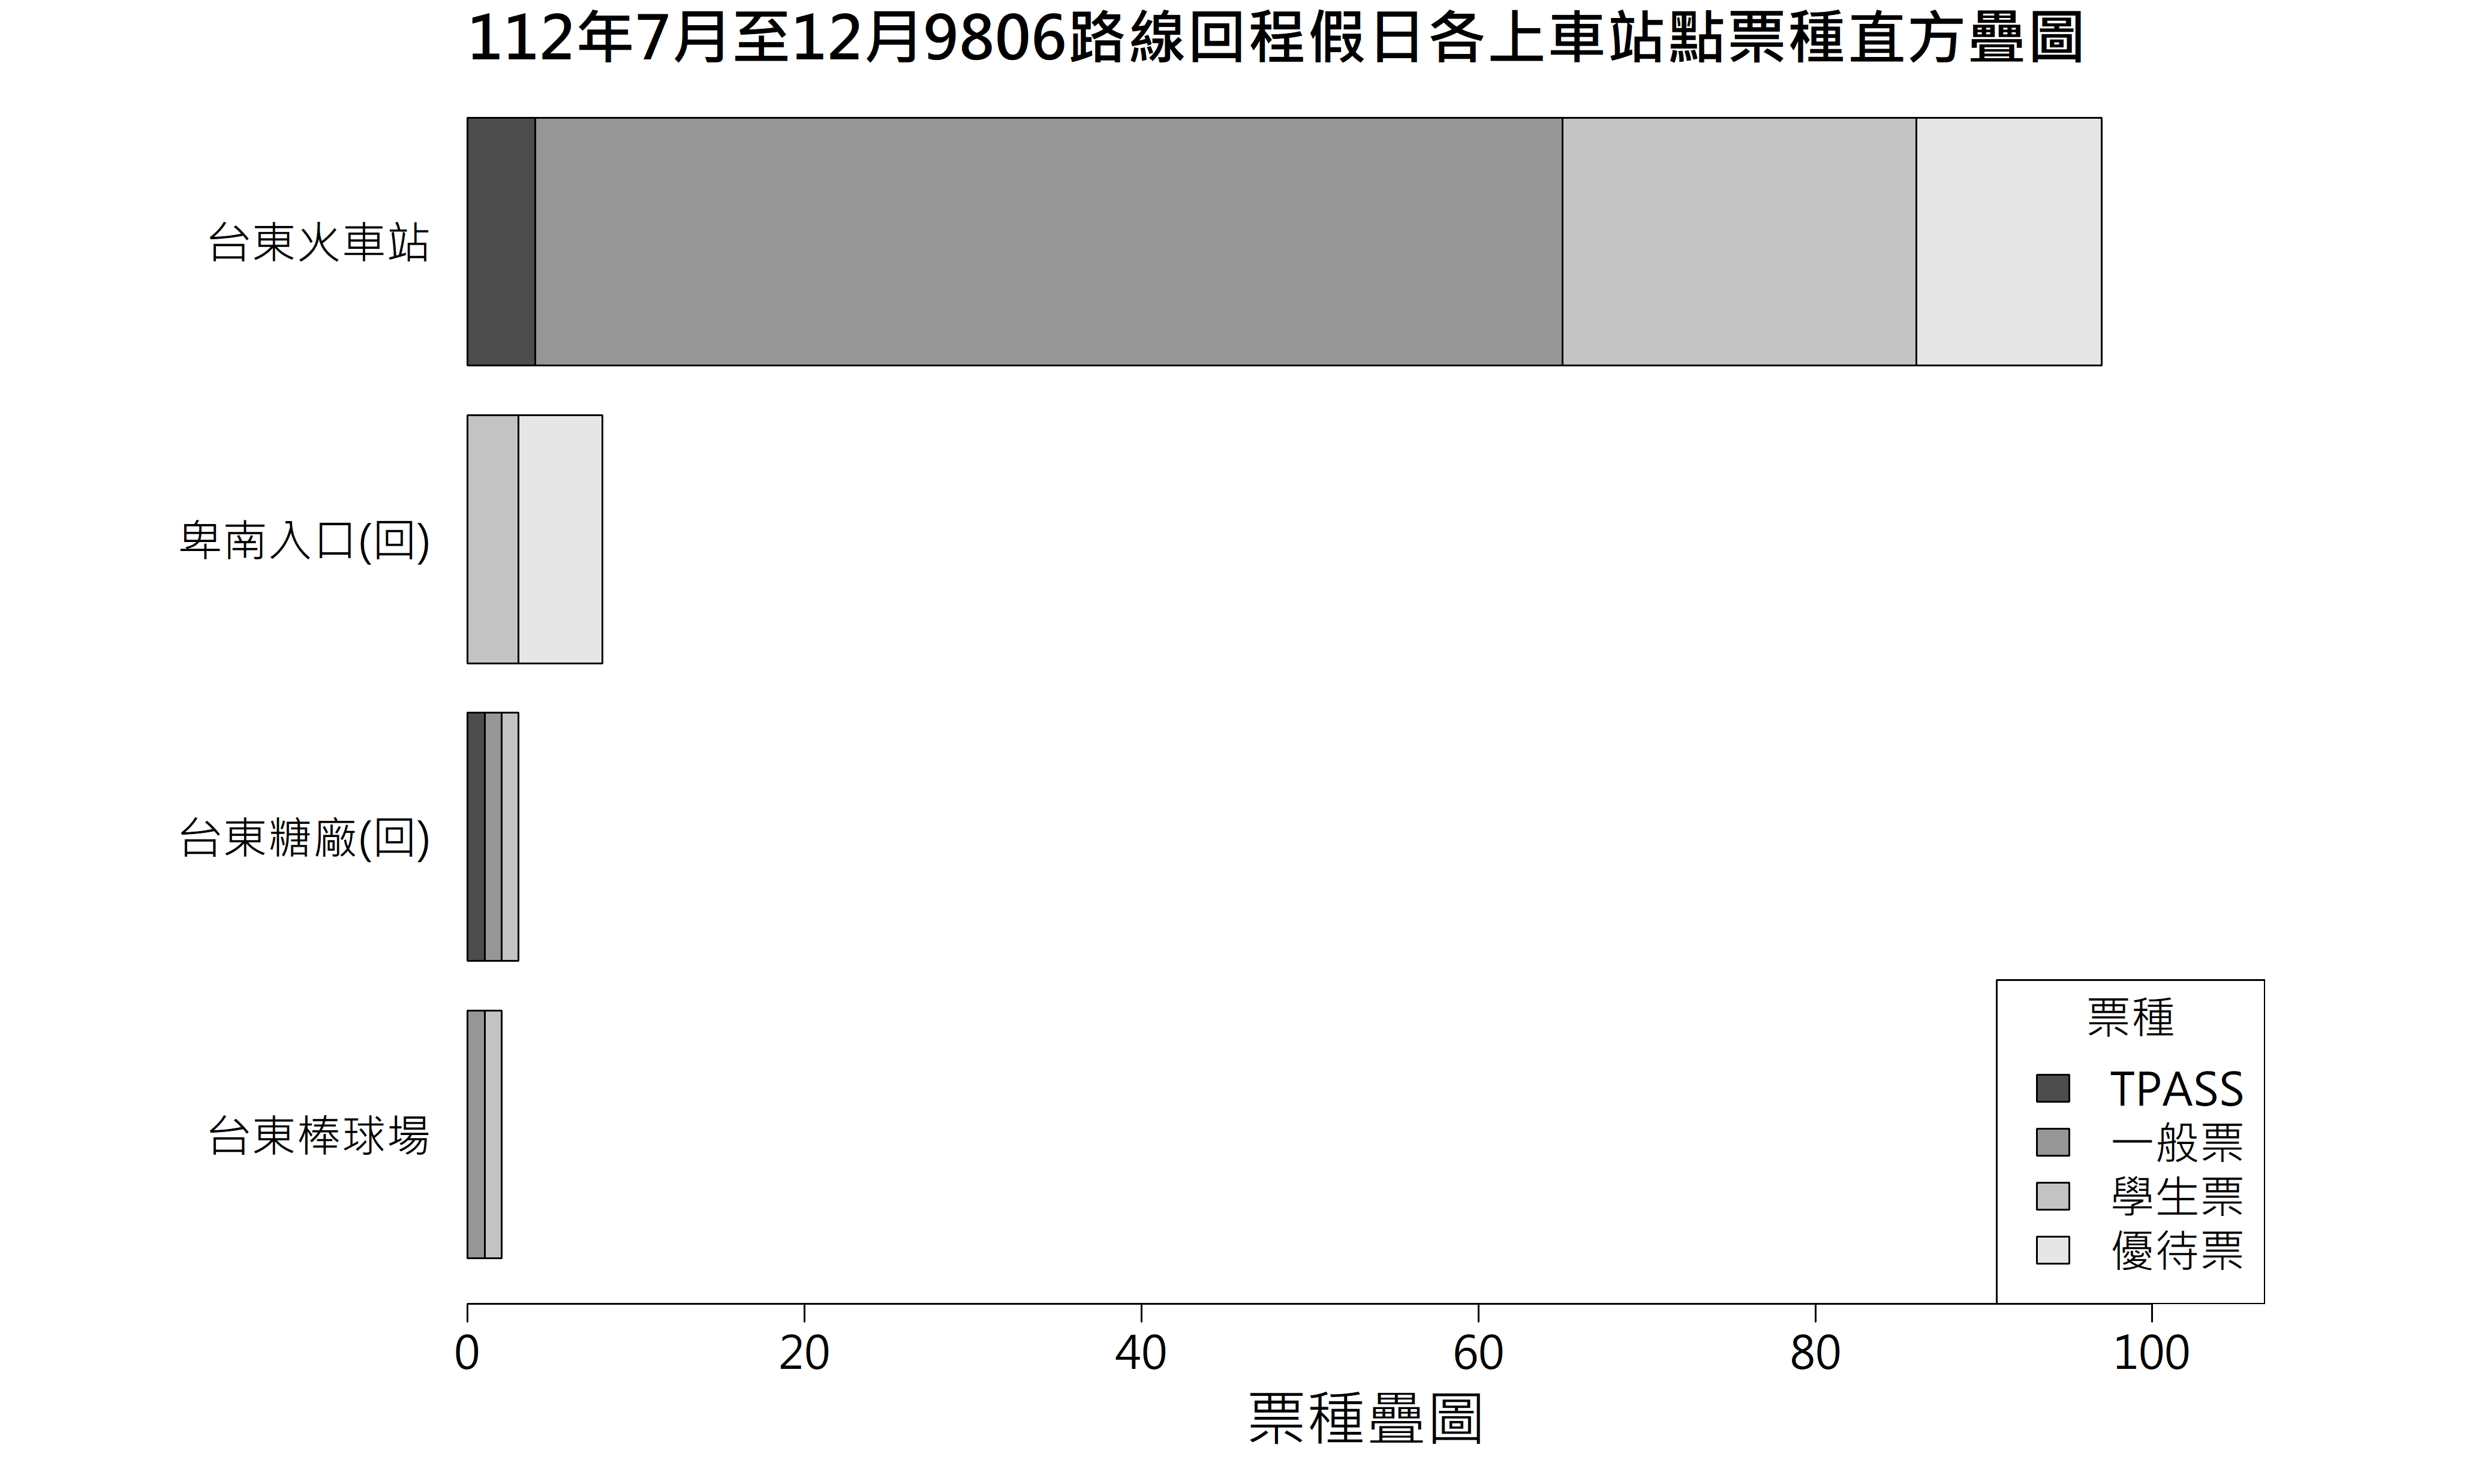 112年7月至12月9806路線回程假日各上車站點票種直方疊圖
台東火車站
卑南入口(回)
台東糖廠(回)
台東棒球場
票種
TPASS
一般票
學生票
優待票
0 20 40 60 80 100
票種疊圖